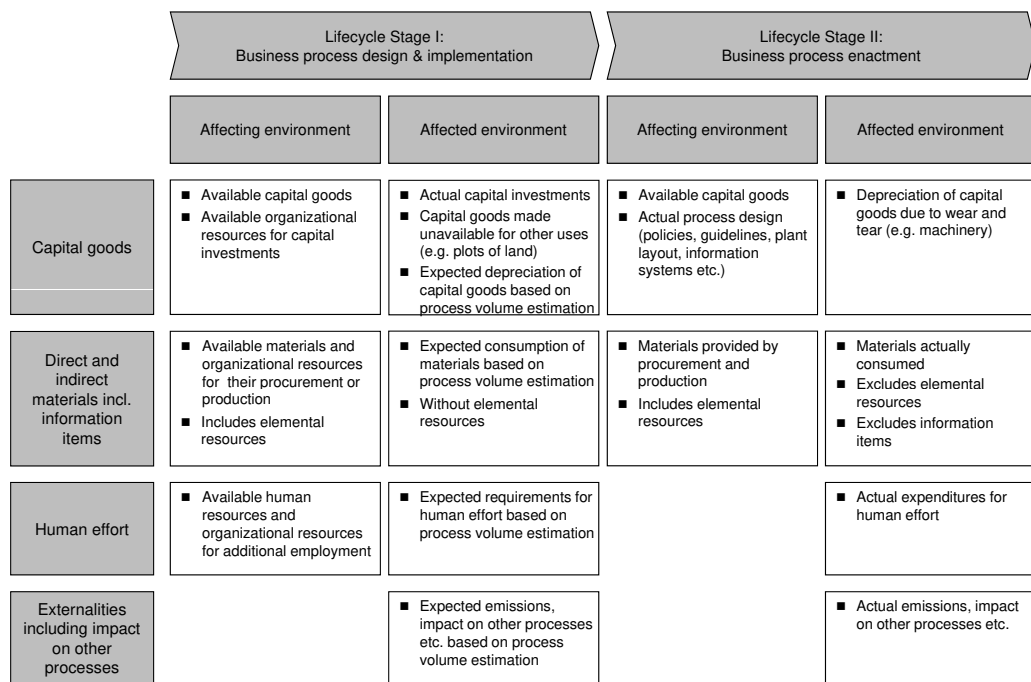 Lifecycle Stage I:
Business process design & implementation
Lifecycle Stage II:
Business process enactment
Affecting environment
Affected environment
Affecting environment
Affected environment
Capital goods
■ Available capital goods
■ Available organizational
resources for capital
investments
■ Actual capital investments
■ Capital goods made
unavailable for other uses
(e.g. plots of land)
■ Expected depreciation of
capital goods based on
process volume estimation
■ Available capital goods
■ Actual process design
(policies, guidelines, plant
layout, information
systems etc.)
■ Depreciation of capital
goods due to wear and
tear (e.g. machinery)
Direct and
indirect
materials incl.
information
items
■ Available materials and
organizational resources
for their procurement or
production
■ Includes elemental
resources
■ Expected consumption of
materials based on
process volume estimation
■ Without elemental
resources
■ Materials provided by
procurement and
production
■ Includes elemental
resources
■ Materials actually
consumed
■ Excludes elemental
resources
■ Excludes information
items
Human effort
■ Available human
resources and
organizational resources
for additional employment
■ Expected requirements for
human effort based on
process volume estimation
■ Actual expenditures for
human effort
Externalities
including impact
on other
processes
■ Expected emissions,
impact on other processes
etc. based on process
volume estimation
■ Actual emissions, impact
on other processes etc.